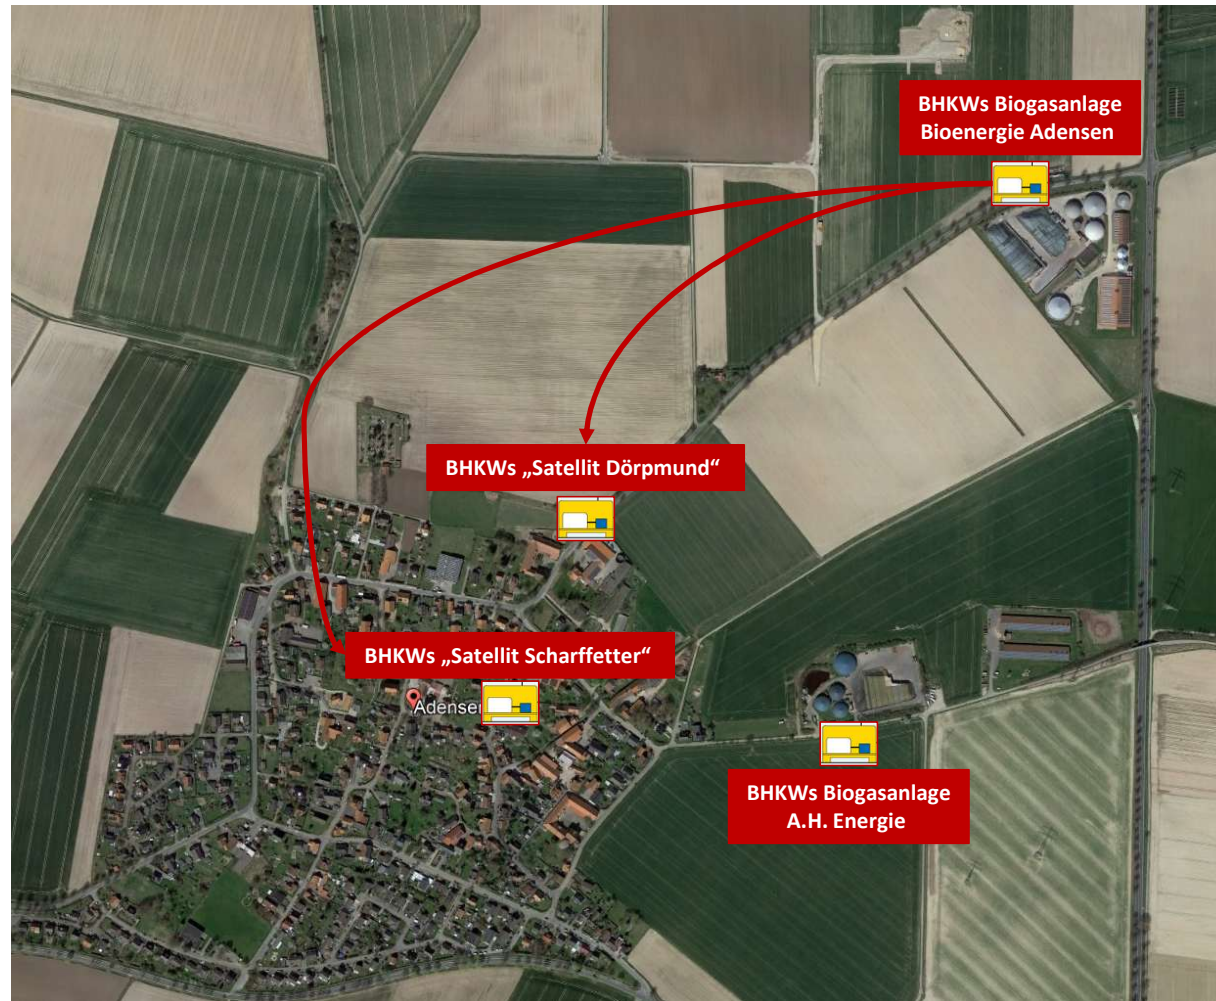 BHKWs Biogasanlage
Bioenergie Adensen
BHKWs „Satellit Dörpmund“
BHKWs „Satellit Scharffetter“
Adensen
BHKWs Biogasanlage
A.H. Energie